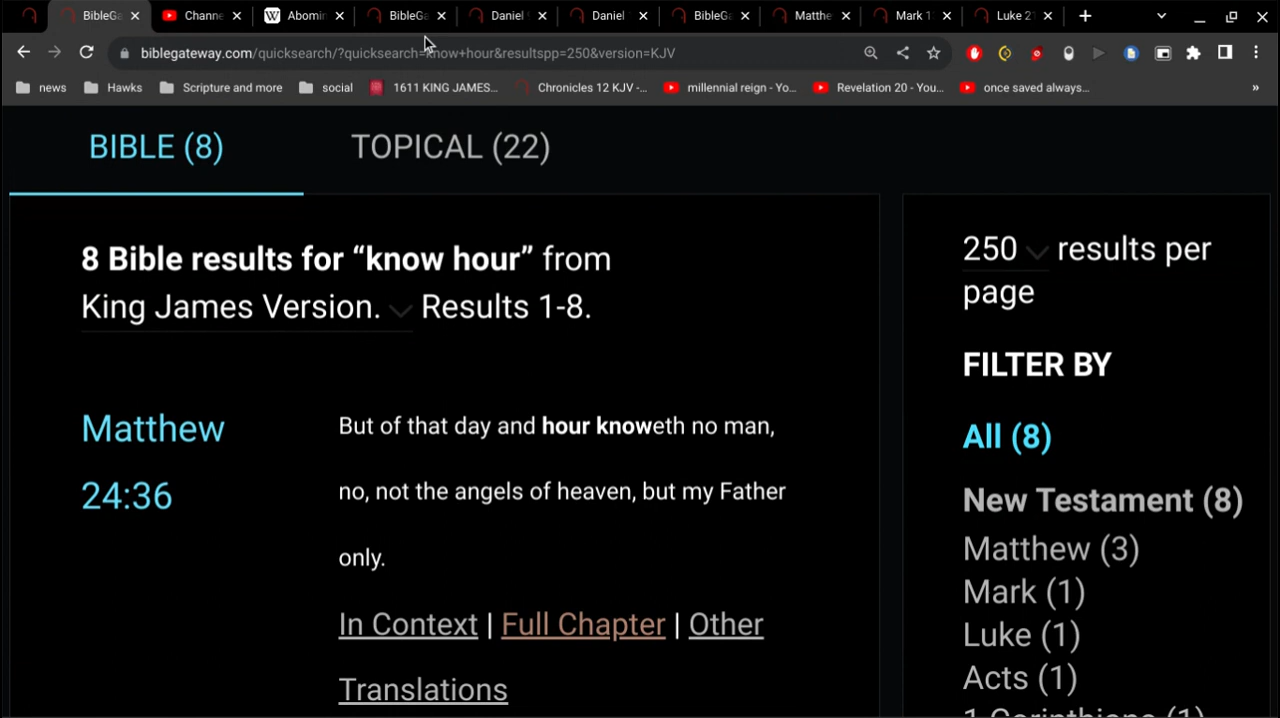 BibleGa
Channe
Abomin
BibleGa
Daniel 9
Daniel
BibleGa
Matthe
Mark 1
Luke 21
biblegateway.com/quicksearch/?quicksearch=know+hour&resultspp=250&version=KJV
news
Hawks
Scripture and more
social
1611 KING JAMES...
Chronicles 12 KJV -...
millennial reign - Yo...
Revelation 20 - You...
once saved always...
»
BIBLE (8)
TOPICAL (22)
8 Bible results for “know hour” from
King James Version. Results 1-8.
Matthew
24:36
But of that day and hour knoweth no man,
no, not the angels of heaven, but my Father
only.
In Context | Full Chapter | Other
Translations
250 results per
page
FILTER BY
All (8)
New Testament (8)
Matthew (3)
Mark (1)
Luke (1)
Acts (1)
1 Corinthians (1)